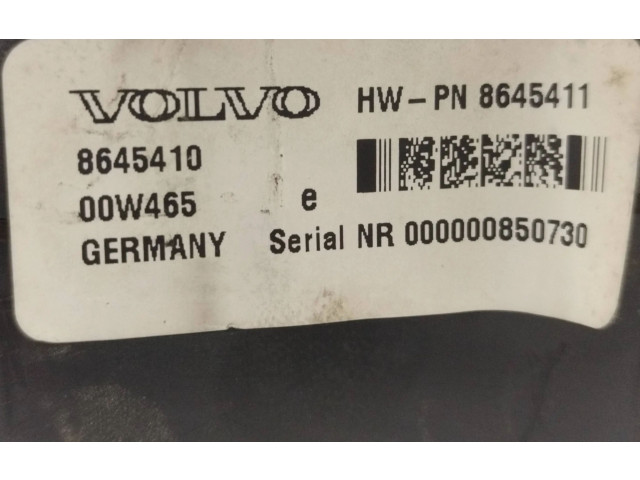 VOLVO HW-PN 8645411
8645410
00W465 e
GERMANY Serial NR 000000850730